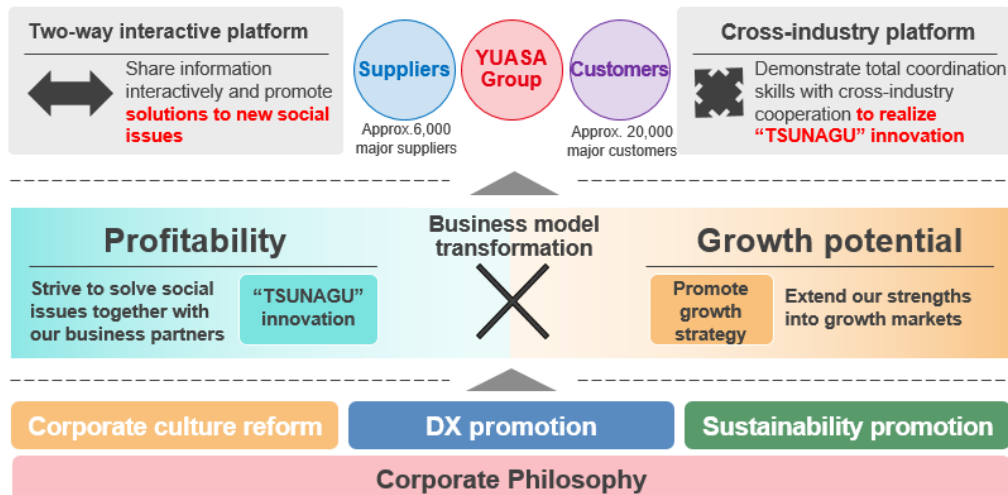 Two-way interactive platform
Share information
interactively and promote
solutions to new social
issues
Suppliers
Approx.6,000
major suppliers
YUASA
Group
Customers
Approx. 20,000
major customers
Cross-industry platform
Demonstrate total coordination
skills with cross-industry
cooperation to realize
“TSUNAGU” innovation
Profitability
Strive to solve social
issues together with
our business partners
“TSUNAGU”
innovation
Business model
transformation
Growth potential
Promote
growth
strategy
Extend our strengths
into growth markets
Corporate culture reform
DX promotion
Sustainability promotion
Corporate Philosophy